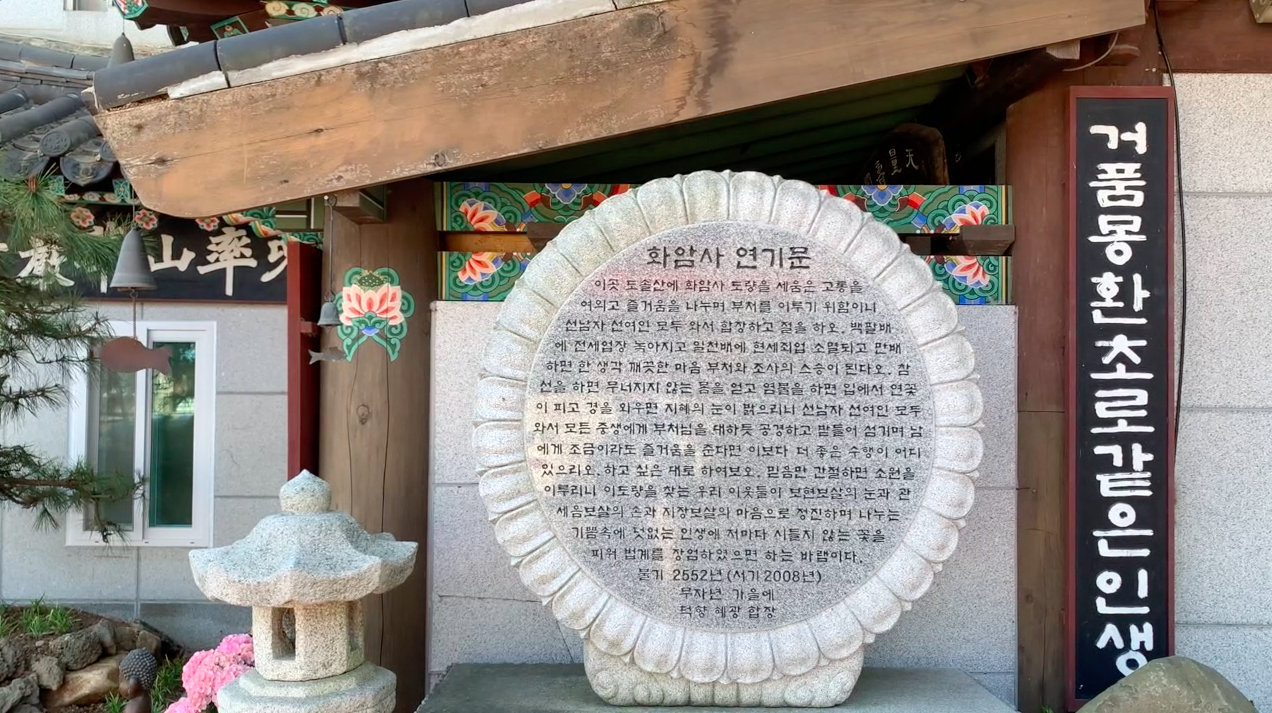 화암사 연기문
이곳 도솔산에 화암사 도량을 세움은 고통을
여의고 즐거움을 나누며 부처를 이루기 위함이니
선남자 선여인 모두 와서 합장하고 절을 하오. 백팔배
에 전세업장 녹아지고 일천배에 현세죄업 소멸되고 만배
하면 한 생각 깨끗한 마음 부처와 조사의 스승이 된다오. 참
선을 하면 무너지지 않는 몸을 얻고 염불을 하면 입에서 연꽃
이 피고 경을 외우면 지혜의 눈이 밝으리니 선남자 선여인 모두
와서 모든 중생에게 부처님을 대하듯 공경하고 받들어 섬기며 남
에게 조금이라도 즐거움을 준다면 이보다 더 좋은 수행이 어디
있으리오. 하고 싶은 대로 하여보오. 믿음만 간절하면 소원을
이루리니 이도량을 찾는 우리 이웃들이 보현보살의 눈과 관
세음보살의 손과 지장보살의 마음으로 정진하며 나누는
기쁨속에 덧없는 인생에 저마다 시들지 않는 꽃을
피워 법계를 장엄하였으면 하는 바램이다.
불기 2552년 (서기 2008년)
무자년 가을에
덕향 혜광 합장
거품몽환초로같은인생
山率
天皇